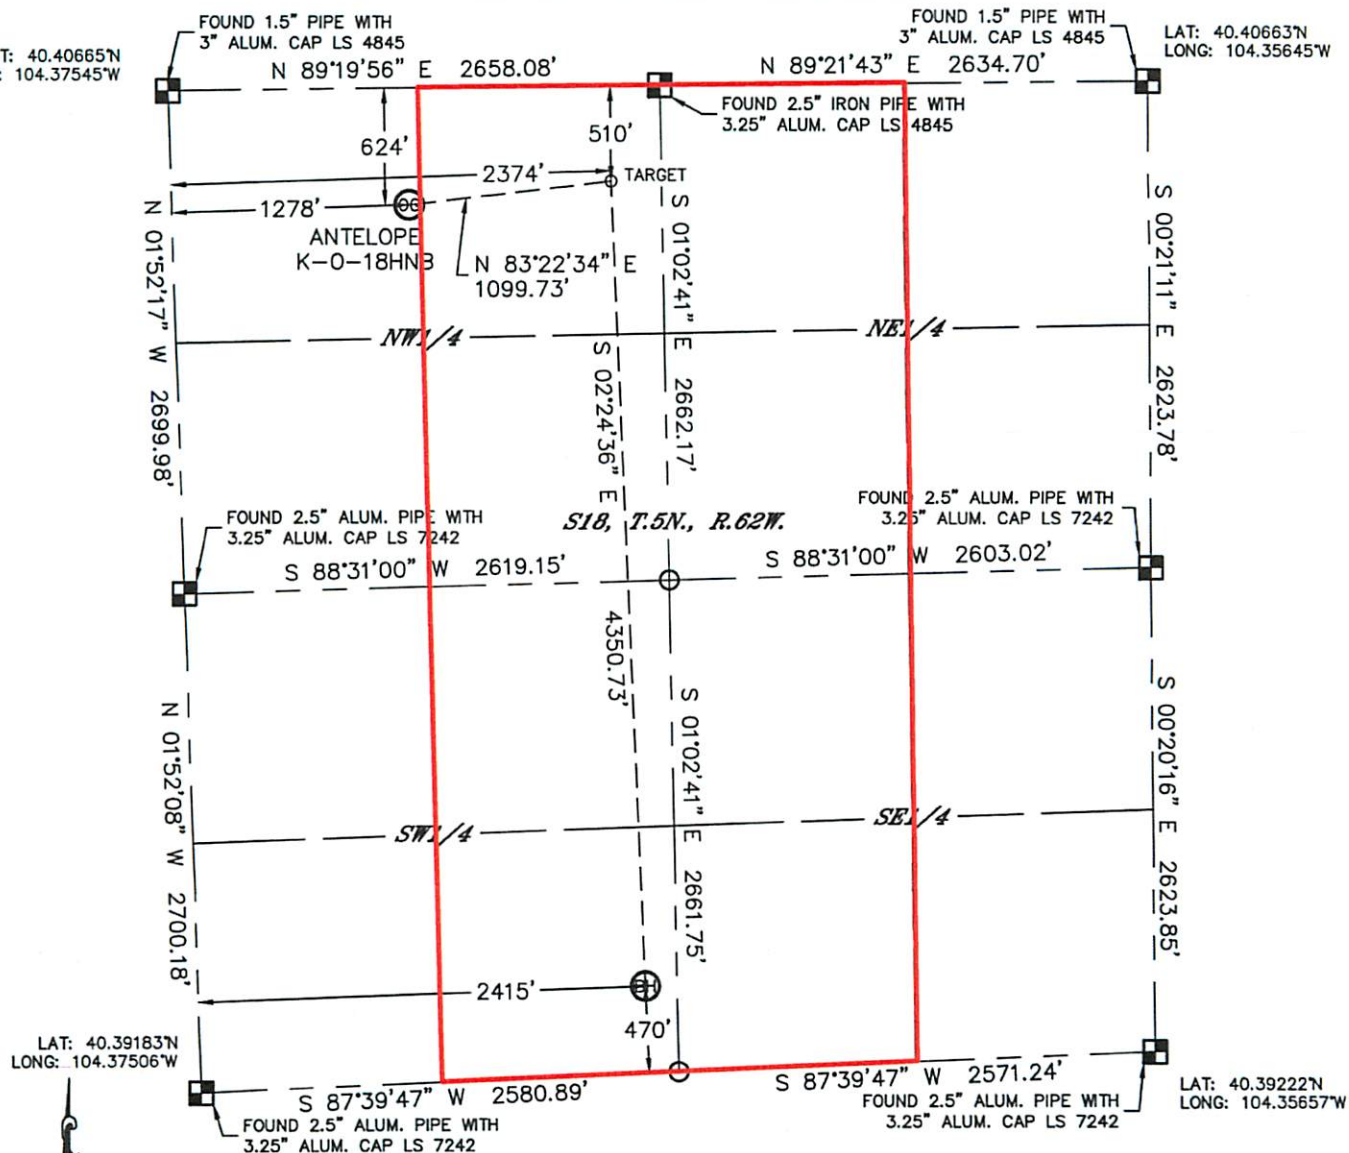 FOUND 1.5" PIPE WITH
3" ALUM. CAP LS 4845
FOUND 1.5" PIPE WITH
3" ALUM. CAP LS 4845
T: 40.40665°N
: 104.37545°W
LAT: 40.40663°N
LONG: 104.35645°W
N 89°19'56" E 2658.08'
N 89°21'43" E 2634.70'
FOUND 2.5" IRON PIPE WITH
3.25" ALUM. CAP LS 4845
624'
510'
2374'
TARGET
1278'
OG
ANTELOPE
K-O-18HNB
N 83°22'34" E
1099.73'
N 01°52'17" W 2699.98'
S 01°02'41" E 2662.17'
S 00°21'11" E 2623.78'
NW1/4
NE1/4
S 02°24'36" E
4350.73'
FOUND 2.5" ALUM. PIPE WITH
3.25" ALUM. CAP LS 7242
S18, T.5N., R.62W.
FOUND 2.5" ALUM. PIPE WITH
3.25" ALUM. CAP LS 7242
S 88°31'00" W 2619.15'
S 88°31'00" W 2603.02'
N 01°52'08" W 2700.18'
S 01°02'41" E 2661.75'
S 00°20'16" E 2623.85'
SW1/4
SE1/4
2415'
BH
470'
LAT: 40.39183°N
LONG: 104.37506°W
S 87°39'47" W 2580.89'
S 87°39'47" W 2571.24'
FOUND 2.5" ALUM. PIPE WITH
3.25" ALUM. CAP LS 7242
FOUND 2.5" ALUM. PIPE WITH
3.25" ALUM. CAP LS 7242
LAT: 40.39222°N
LONG: 104.35657°W